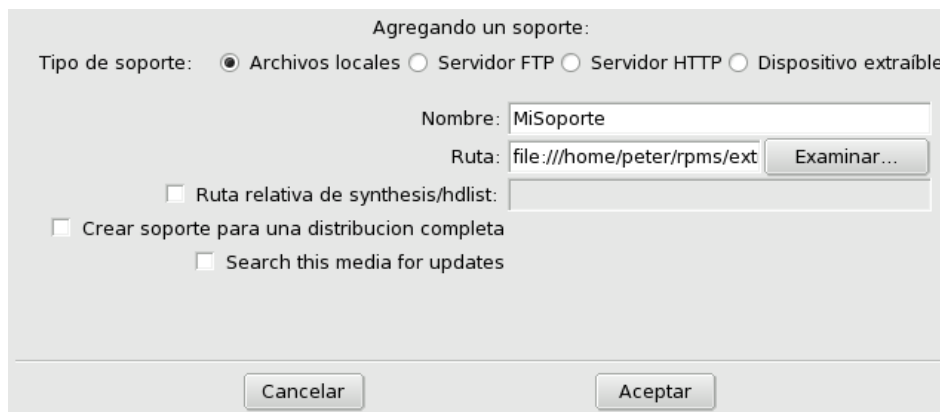 Agregando un soporte:
Tipo de soporte: Archivos locales Servidor FTP Servidor HTTP Dispositivo extraíble
Nombre: MiSoporte
Ruta: file:///home/peter/rpms/ext Examinar...
Ruta relativa de synthesis/hdlist:
Crear soporte para una distribucion completa
Search this media for updates
Cancelar Aceptar